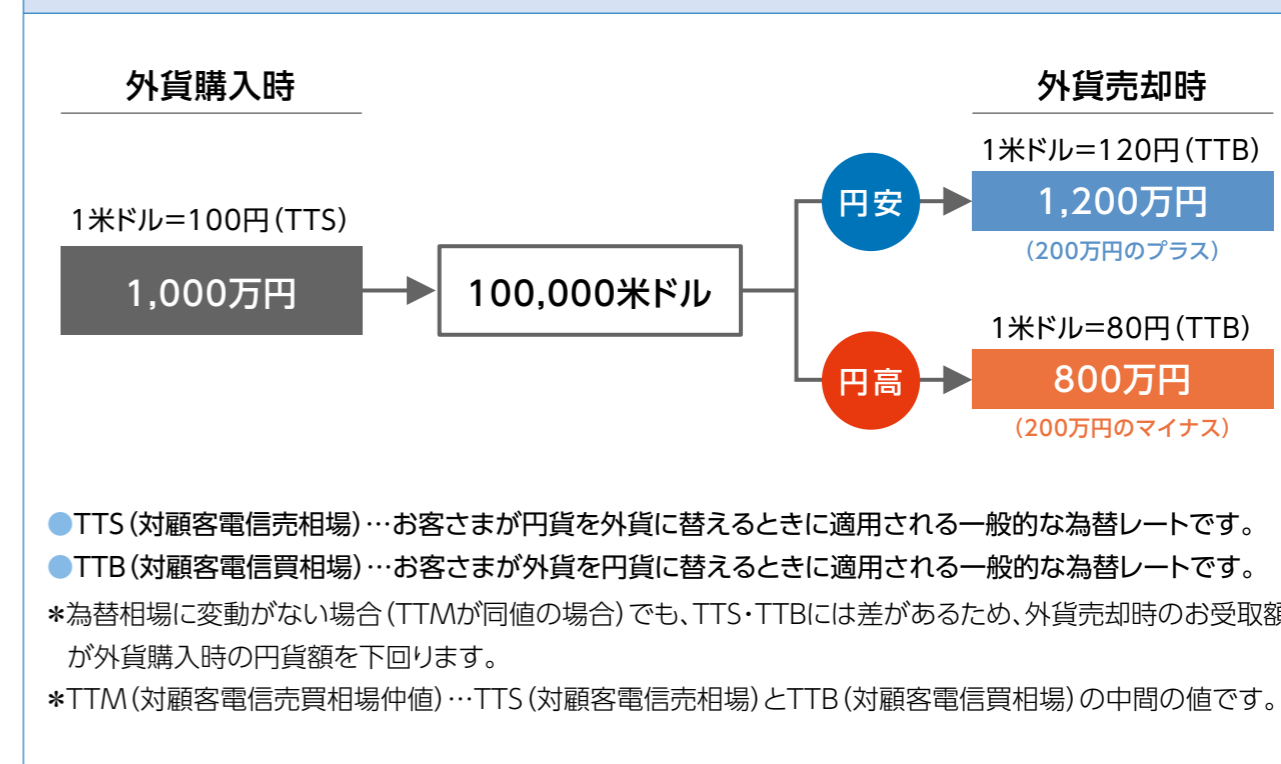 外貨購入時
1米ドル=100円(TTS)
1,000万円
100,000米ドル
円安
円高
外貨売却時
1米ドル=120円(TTB)
1,200万円
(200万円のプラス)
1米ドル=80円(TTB)
800万円
(200万円のマイナス)
●TTS(対顧客電信売相場)…お客さまが円貨を外貨に替えるときに適用される一般的な為替レートです。
●TTB(対顧客電信買相場)…お客さまが外貨を円貨に替えるときに適用される一般的な為替レートです。
*為替相場に変動がない場合(TTMが同値の場合)でも、TTS・TTBには差があるため、外貨売却時のお受取額
が外貨購入時の円貨額を下回ります。
*TTM(対顧客電信売買相場仲値)…TTS(対顧客電信売相場)とTTB(対顧客電信買相場)の中間の値です。